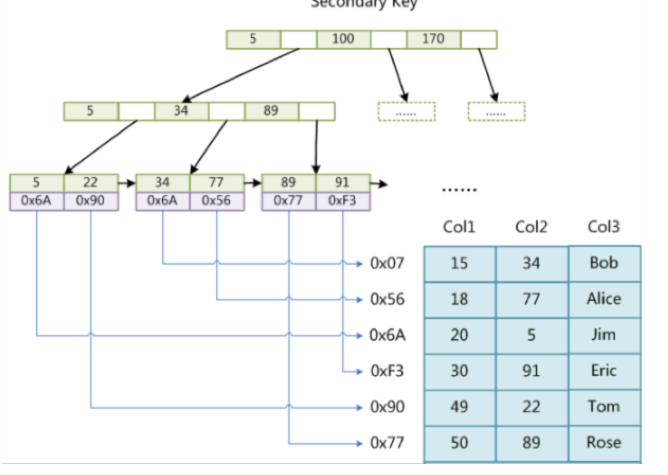 Secondary Key
5 100 170
5 34 89
...... ......
5 22 34 77 89 91
0x6A 0x90 0x6A 0x56 0x77 0xF3
......
Col1 Col2 Col3
0x07 15 34 Bob
0x56 18 77 Alice
0x6A 20 5 Jim
0xF3 30 91 Eric
0x90 49 22 Tom
0x77 50 89 Rose